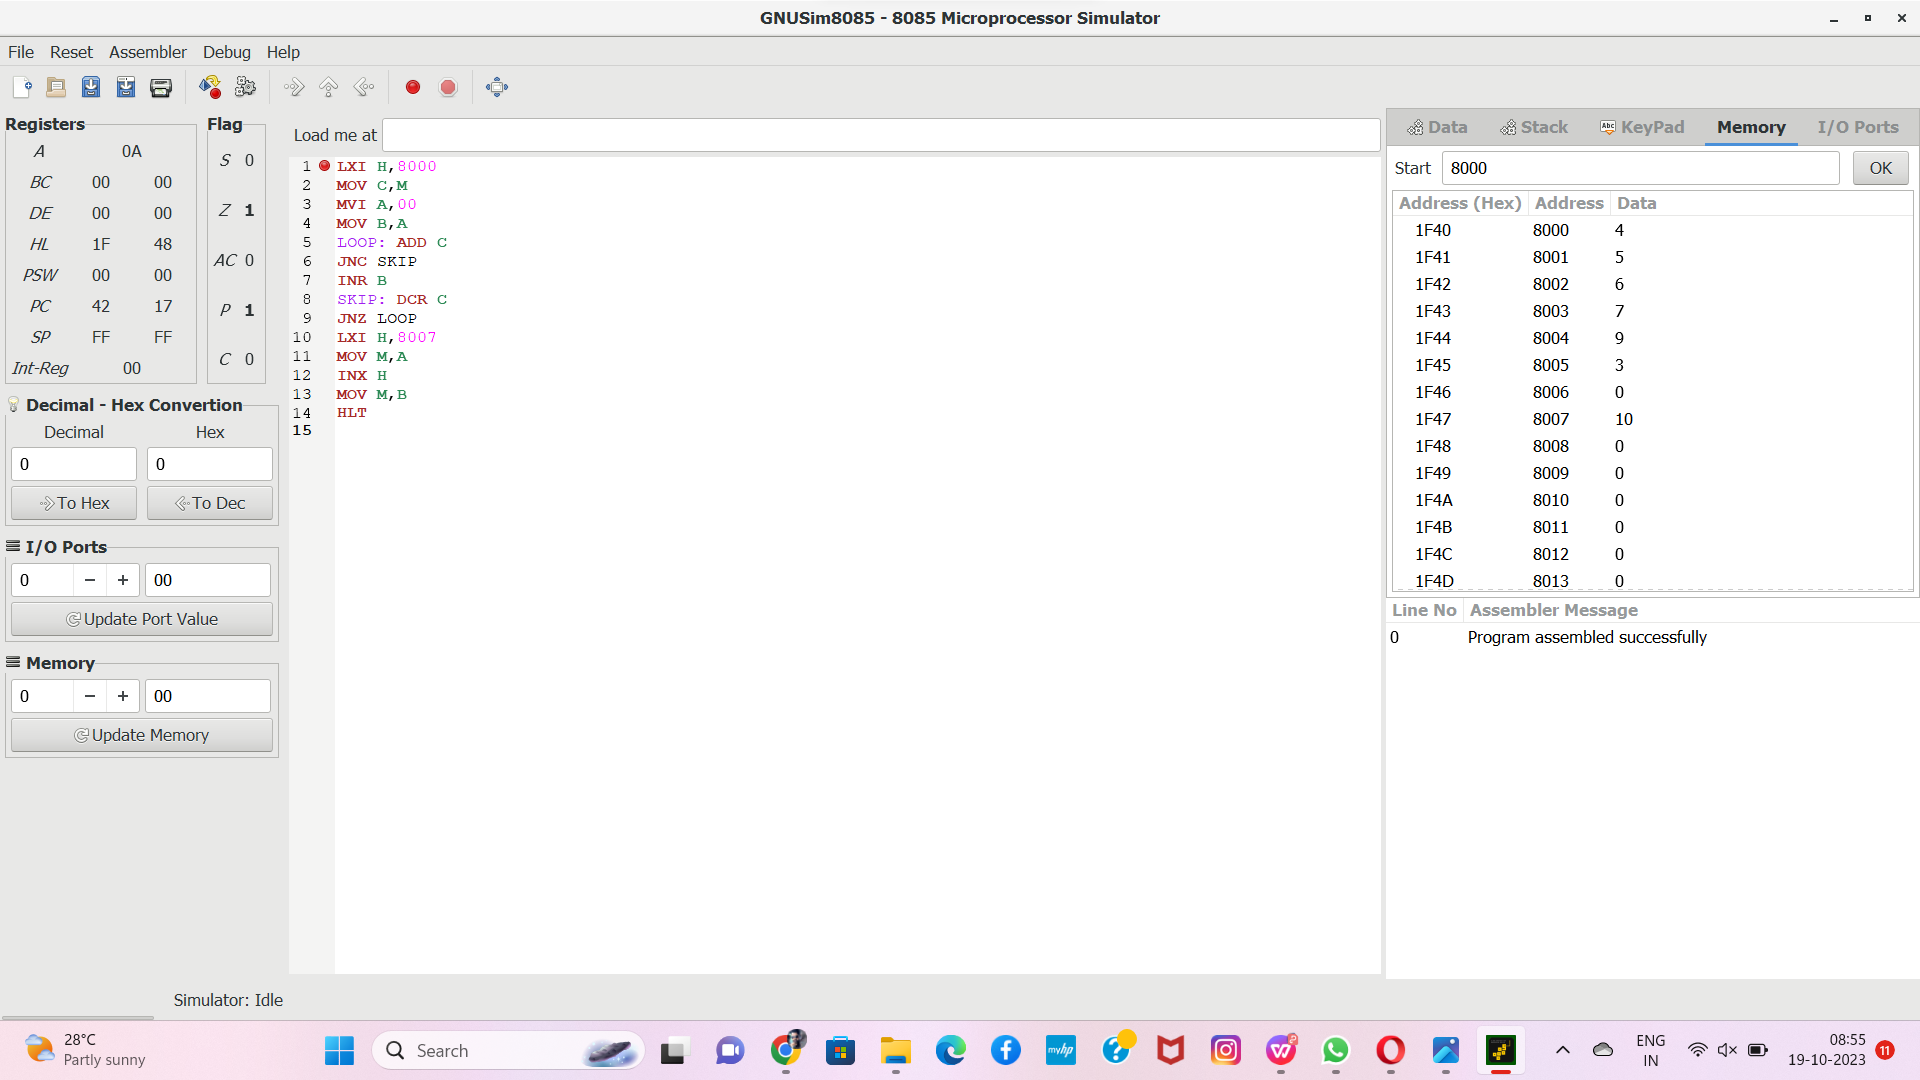 GNUSim8085 - 8085 Microprocessor Simulator
File Reset Assembler Debug Help
Registers
A 0A
BC 00 00
DE 00 00
HL 1F 48
PSW 00 00
PC 42 17
SP FF FF
Int-Reg 00
Flag
S 0
Z 1
AC 0
P 1
C 0
Decimal - Hex Convertion
Decimal Hex
0 0
To Hex To Dec
I/O Ports
0 − + 00
Update Port Value
Memory
0 − + 00
Update Memory
Load me at
1 LXI H,8000
2 MOV C,M
3 MVI A,00
4 MOV B,A
5 LOOP: ADD C
6 JNC SKIP
7 INR B
8 SKIP: DCR C
9 JNZ LOOP
10 LXI H,8007
11 MOV M,A
12 INX H
13 MOV M,B
14 HLT
15
Data Stack Abc KeyPad Memory I/O Ports
Start 8000 OK
Address (Hex) Address Data
1F40 8000 4
1F41 8001 5
1F42 8002 6
1F43 8003 7
1F44 8004 9
1F45 8005 3
1F46 8006 0
1F47 8007 10
1F48 8008 0
1F49 8009 0
1F4A 8010 0
1F4B 8011 0
1F4C 8012 0
1F4D 8013 0
Line No Assembler Message
0 Program assembled successfully
Simulator: Idle
28°C
Partly sunny
Search
myhp
ENG
IN
08:55
19-10-2023
11